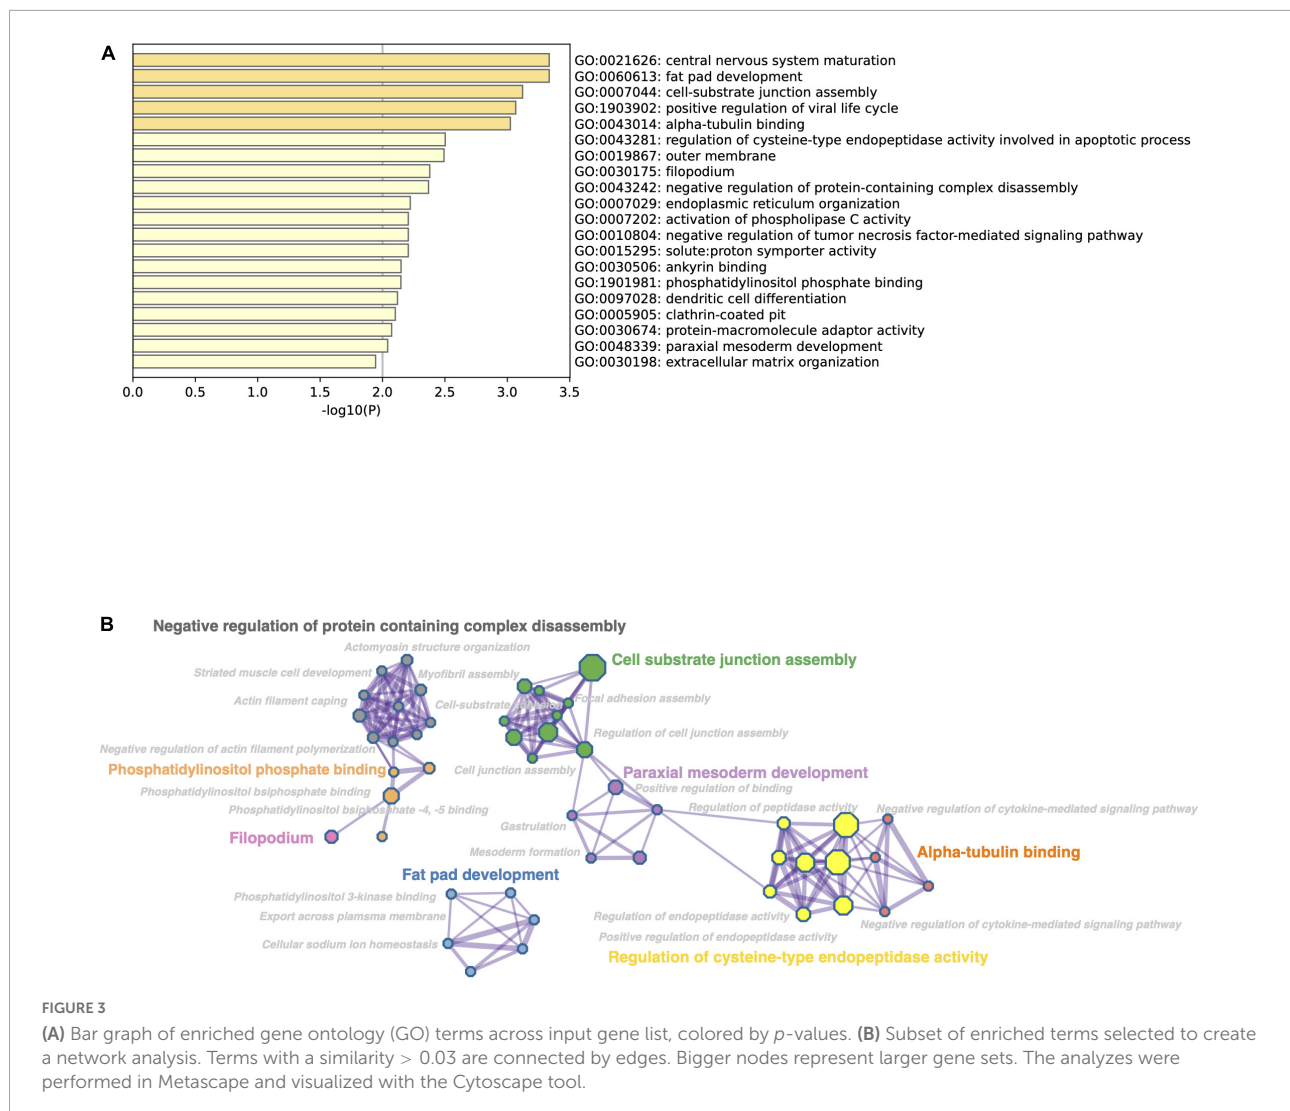 A
GO:0021626: central nervous system maturation
GO:0060613: fat pad development
GO:0007044: cell-substrate junction assembly
GO:1903902: positive regulation of viral life cycle
GO:0043014: alpha-tubulin binding
GO:0043281: regulation of cysteine-type endopeptidase activity involved in apoptotic process
GO:0019867: outer membrane
GO:0030175: filopodium
GO:0043242: negative regulation of protein-containing complex disassembly
GO:0007029: endoplasmic reticulum organization
GO:0007202: activation of phospholipase C activity
GO:0010804: negative regulation of tumor necrosis factor-mediated signaling pathway
GO:0015295: solute:proton symporter activity
GO:0030506: ankyrin binding
GO:1901981: phosphatidylinositol phosphate binding
GO:0097028: dendritic cell differentiation
GO:0005905: clathrin-coated pit
GO:0030674: protein-macromolecule adaptor activity
GO:0048339: paraxial mesoderm development
GO:0030198: extracellular matrix organization
0.0 0.5 1.0 1.5 2.0 2.5 3.0 3.5
-log10(P)
B
Negative regulation of protein containing complex disassembly
Actomyosin structure organization
Cell substrate junction assembly
Striated muscle cell development
Myofibril assembly
Actin filament caping
Cell-substrate
Focal adhesion assembly
Regulation of cell junction assembly
Negative regulation of actin filament polymerization
Phosphatidylinositol phosphate binding
Cell junction assembly
Paraxial mesoderm development
Phosphatidylinositol bsiphosphate binding
Positive regulation of binding
Phosphatidylinositol bsiphosphate -4, -5 binding
Regulation of peptidase activity
Negative regulation of cytokine-mediated signaling pathway
Filopodium
Gastrulation
Mesoderm formation
Alpha-tubulin binding
Fat pad development
Phosphatidylinositol 3-kinase binding
Export across plamsma membrane
Regulation of endopeptidase activity
Negative regulation of cytokine-mediated signaling pathway
Cellular sodium ion homeostasis
Positive regulation of endopeptidase activity
Regulation of cysteine-type endopeptidase activity
FIGURE 3
(A) Bar graph of enriched gene ontology (GO) terms across input gene list, colored by p-values. (B) Subset of enriched terms selected to create
a network analysis. Terms with a similarity > 0.03 are connected by edges. Bigger nodes represent larger gene sets. The analyzes were
performed in Metascape and visualized with the Cytoscape tool.